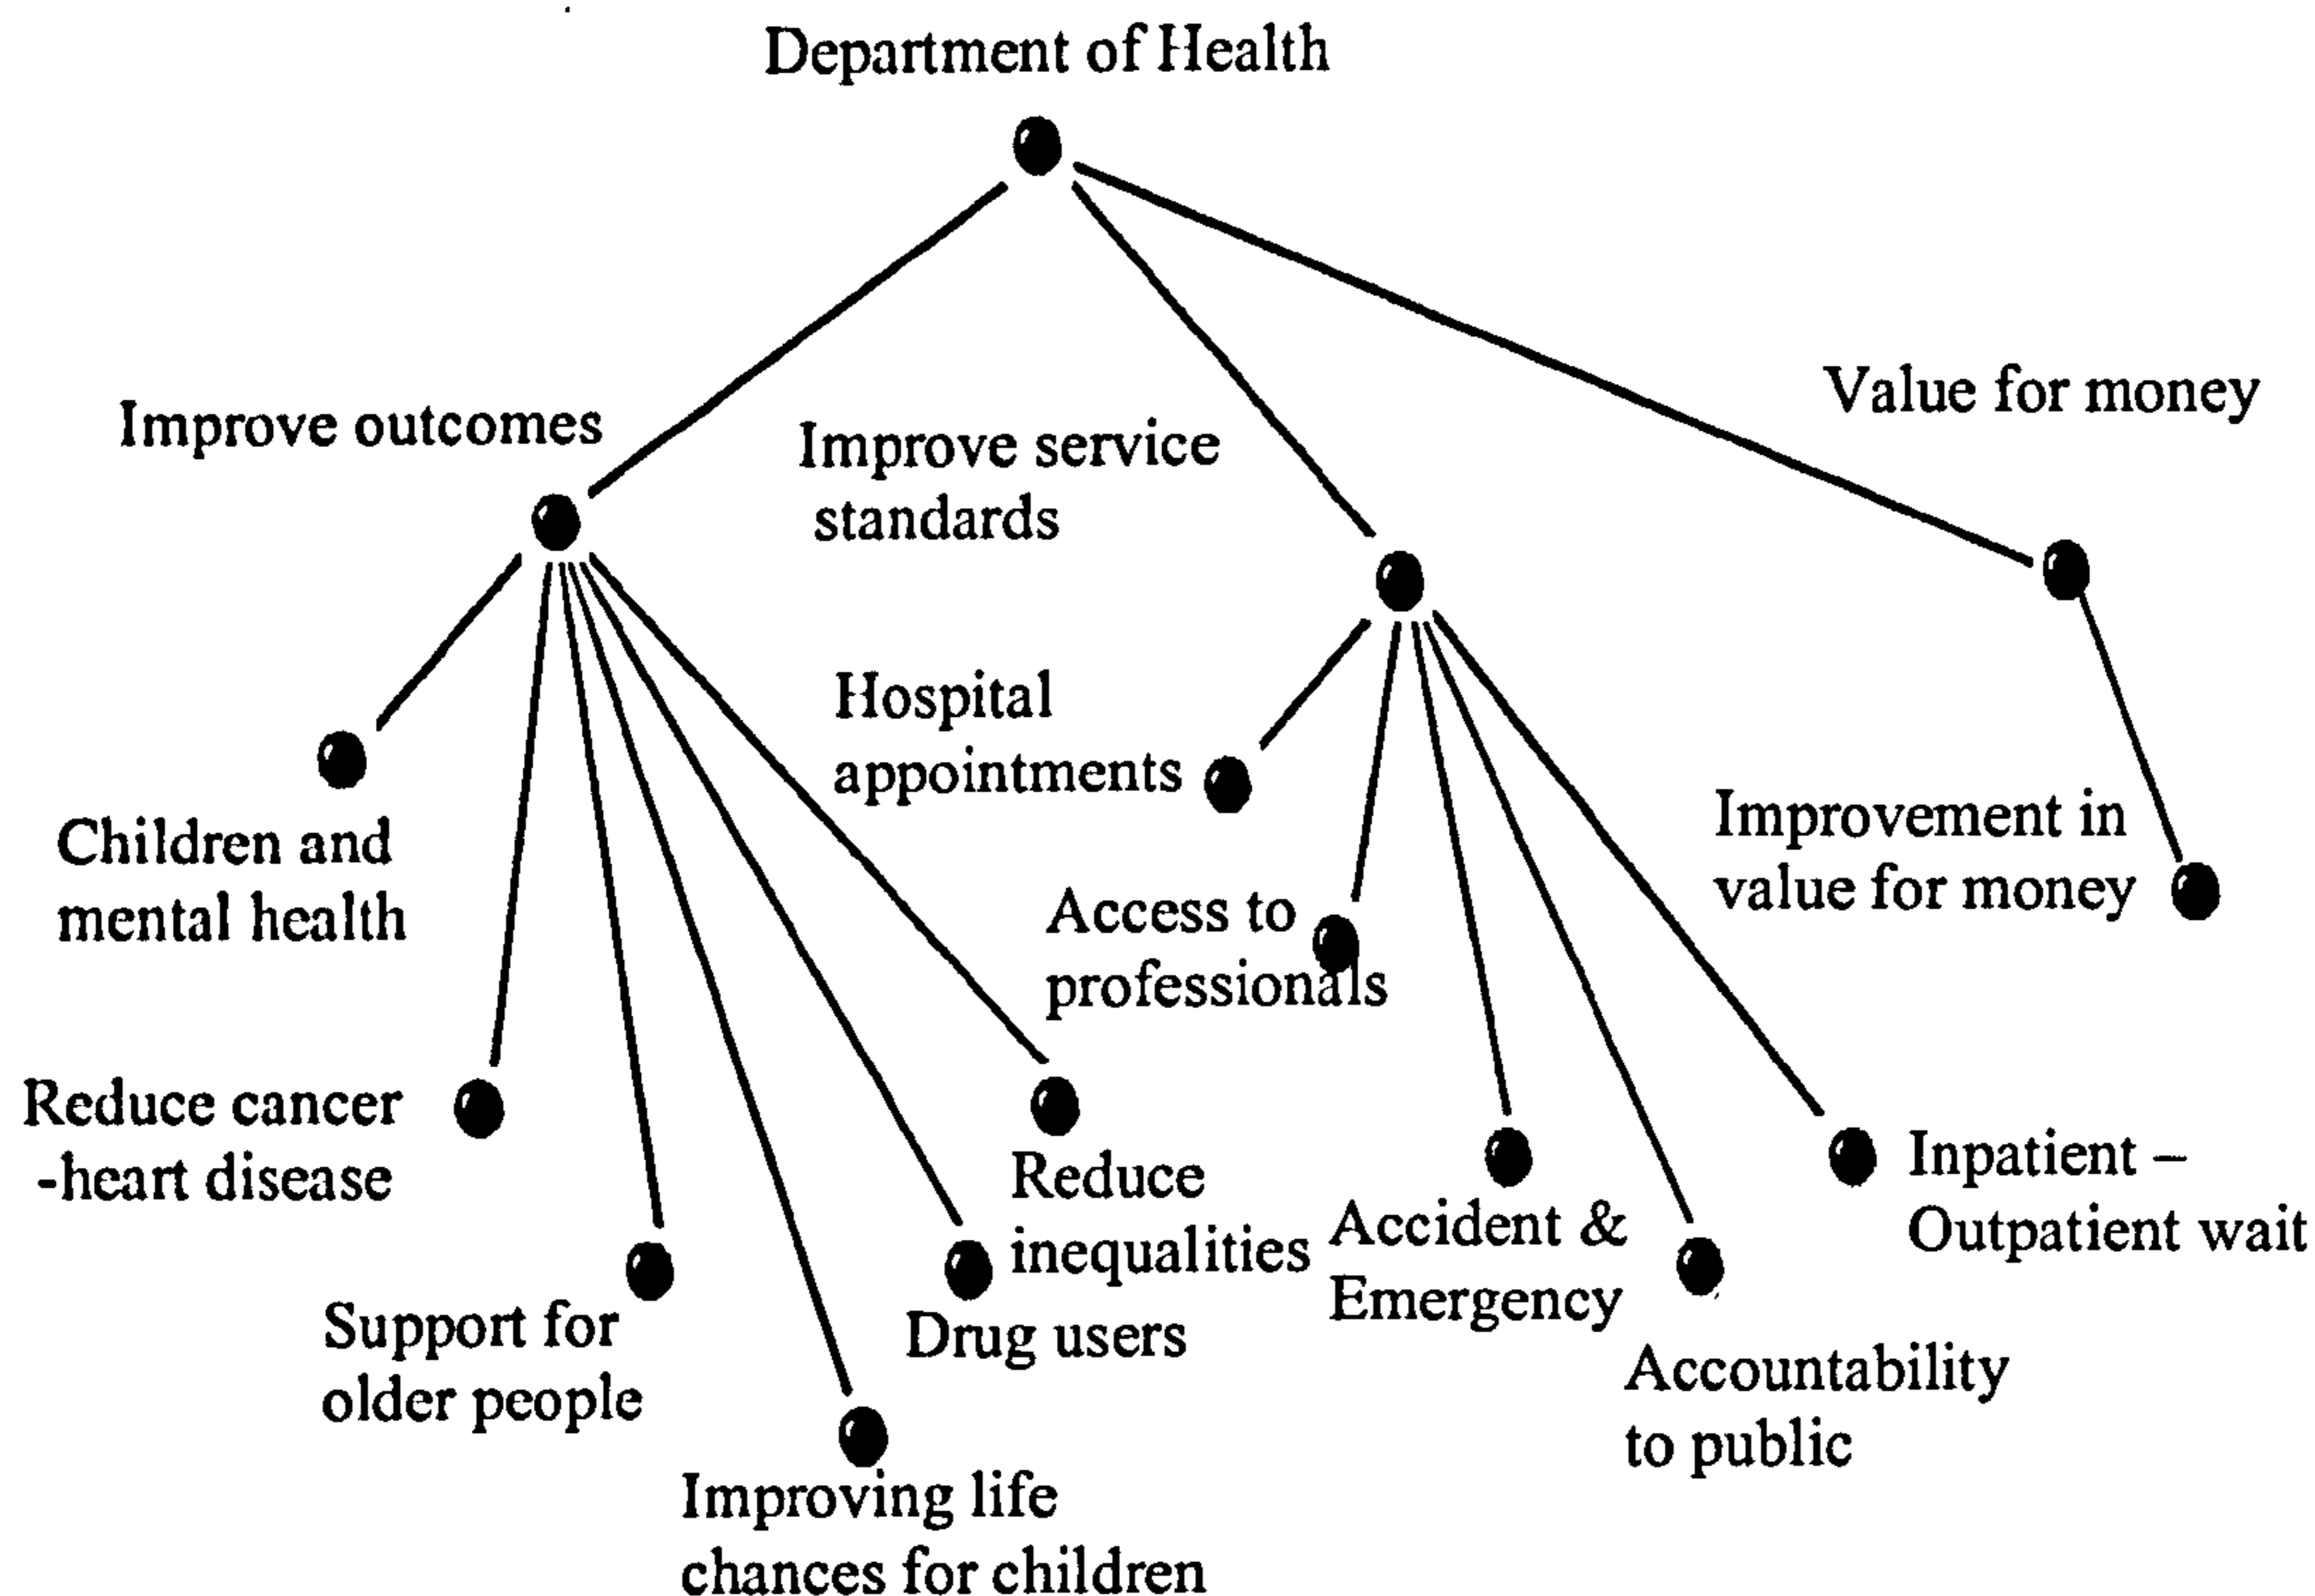 Department of Health
Improve outcomes
Improve service
standards
Value for money
Children and
mental health
Hospital
appointments
Access to
professionals
Improvement in
value for money
Reduce cancer
-heart disease
Support for
older people
Improving life
chances for children
Drug users
Reduce
inequalities
Accident &
Emergency
Accountability
to public
Inpatient –
Outpatient wait